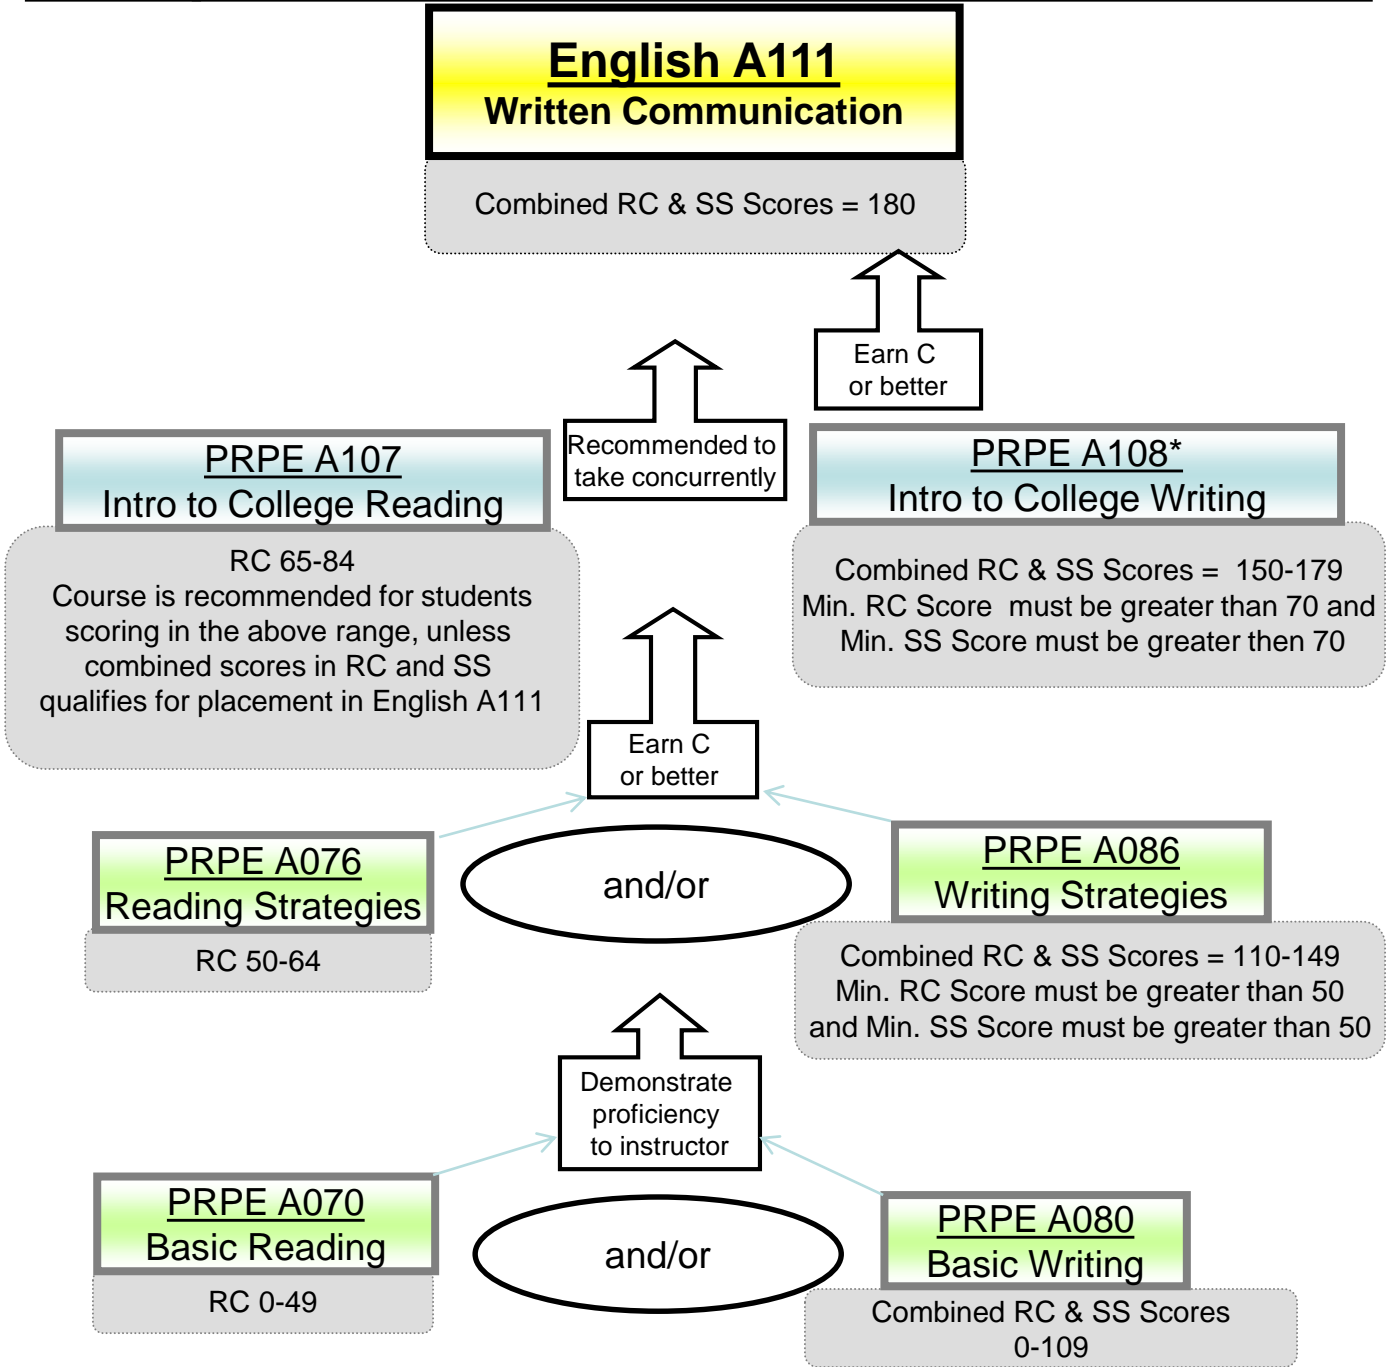 English A111
Written Communication
Combined RC & SS Scores = 180
Earn C
or better
Recommended to
take concurrently
PRPE A107
Intro to College Reading
RC 65-84
Course is recommended for students
scoring in the above range, unless
combined scores in RC and SS
qualifies for placement in English A111
PRPE A108*
Intro to College Writing
Combined RC & SS Scores = 150-179
Min. RC Score must be greater than 70 and
Min. SS Score must be greater then 70
Earn C
or better
PRPE A076
Reading Strategies
RC 50-64
and/or
PRPE A086
Writing Strategies
Combined RC & SS Scores = 110-149
Min. RC Score must be greater than 50
and Min. SS Score must be greater than 50
Demonstrate
proficiency
to instructor
PRPE A070
Basic Reading
RC 0-49
and/or
PRPE A080
Basic Writing
Combined RC & SS Scores
0-109